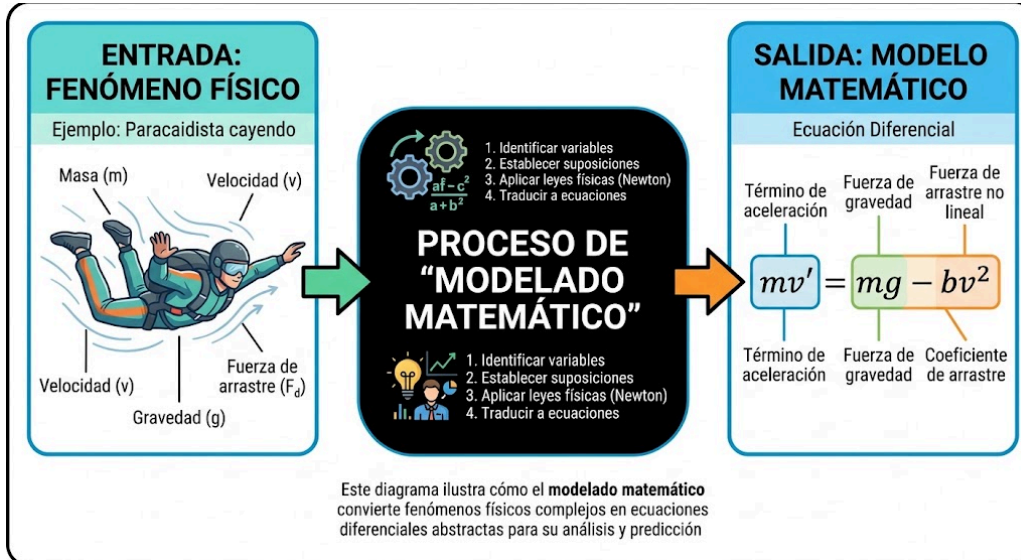 ENTRADA:
FENÓMENO FÍSICO
Ejemplo: Paracaidista cayendo
Masa (m)
Velocidad (v)
Velocidad (v)
Fuerza de
arrastre (F_d)
Gravedad (g)
1. Identificar variables
2. Establecer suposiciones
3. Aplicar leyes físicas (Newton)
4. Traducir a ecuaciones
af - c²
a + b²
PROCESO DE
“MODELADO
MATEMÁTICO”
1. Identificar variables
2. Establecer suposiciones
3. Aplicar leyes físicas (Newton)
4. Traducir a ecuaciones
SALIDA: MODELO
MATEMÁTICO
Ecuación Diferencial
Término de
aceleración
Fuerza de
gravedad
Fuerza de
arrastre no
lineal
mv′ = mg − bv²
Término de
aceleración
Fuerza de
gravedad
Coeficiente
de arrastre
Este diagrama ilustra cómo el modelado matemático
convierte fenómenos físicos complejos en ecuaciones
diferenciales abstractas para su análisis y predicción